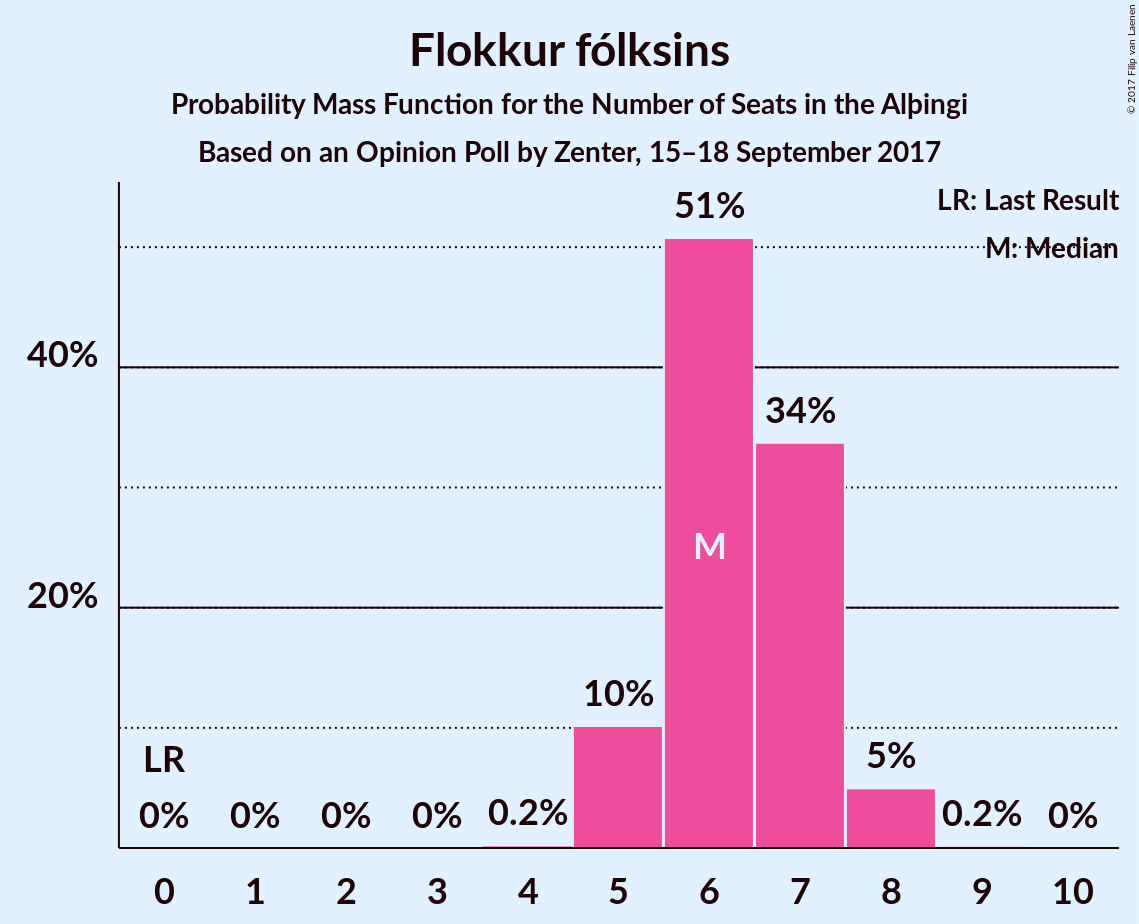 Flokkur fólksins
Probability Mass Function for the Number of Seats in the Alþingi
Based on an Opinion Poll by Zenter, 15–18 September 2017
© 2017 Filip van Laenen
LR: Last Result
M: Median
51%
40%
34%
M
20%
10%
LR
5%
0% 0% 0% 0% 0.2% 0.2% 0%
0 1 2 3 4 5 6 7 8 9 10